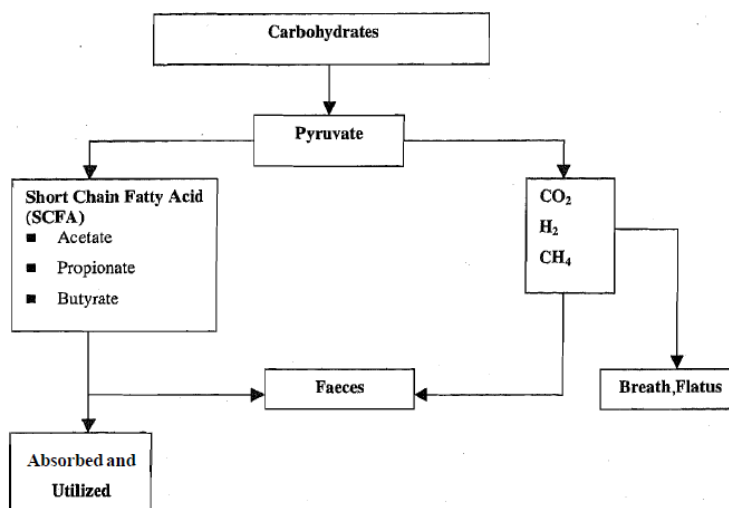 Carbohydrates
Pyruvate
Short Chain Fatty Acid
(SCFA)
■ Acetate
■ Propionate
■ Butyrate
CO₂
H₂
CH₄
Faeces
Breath,Flatus
Absorbed and
Utilized